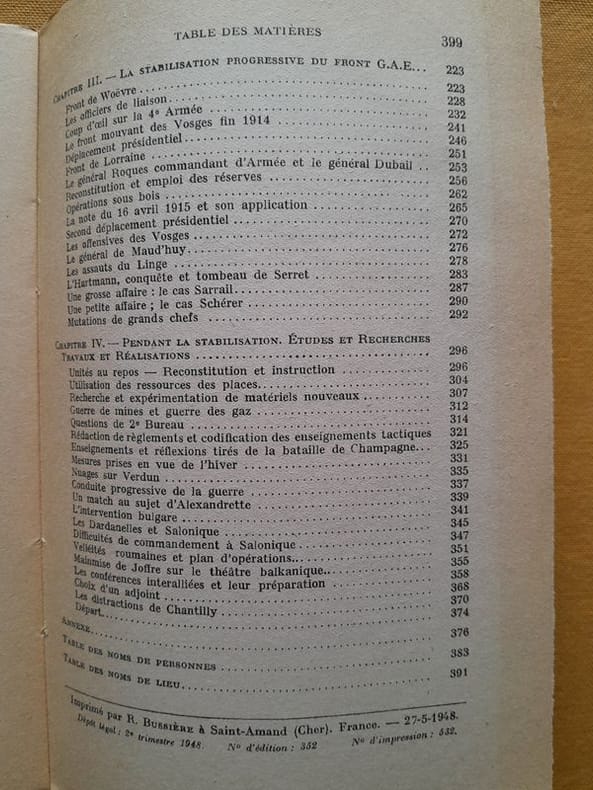 TABLE DES MATIÈRES 399
CHAPITRE III. — LA STABILISATION PROGRESSIVE DU FRONT G.A.E... 223
Front de Woëvre 223
Les officiers de liaison 228
Coup d'œil sur la 4e Armée 232
Le front mouvant des Vosges fin 1914 241
Déplacement présidentiel 246
Front de Lorraine 251
Le général Roques commandant d'Armée et le général Dubail .. 253
Reconstitution et emploi des réserves 256
Opérations sous bois 262
La note du 16 avril 1915 et son application 265
Second déplacement présidentiel 270
Les offensives des Vosges 272
Le général de Maud'huy 276
Les assauts du Linge 278
L'Hartmann, conquête et tombeau de Serret 283
Une grosse affaire : le cas Sarrail 287
Une petite affaire ; le cas Schérer 290
Mutations de grands chefs 292
CHAPITRE IV. — PENDANT LA STABILISATION. ÉTUDES ET RECHERCHES
TRAVAUX ET RÉALISATIONS 296
Unités au repos — Reconstitution et instruction 296
Utilisation des ressources des places 304
Recherche et expérimentation de matériels nouveaux 307
Guerre de mines et guerre des gaz 312
Questions de 2e Bureau 314
Rédaction de règlements et codification des enseignements tactiques 321
Enseignements et réflexions tirés de la bataille de Champagne... 325
Mesures prises en vue de l'hiver 331
Nuages sur Verdun 335
Conduite progressive de la guerre 337
Un match au sujet d'Alexandrette 339
L'intervention bulgare 341
Les Dardanelles et Salonique 345
Difficultés de commandement à Salonique 347
Velléités roumaines et plan d'opérations 351
Mainmise de Joffre sur le théâtre balkanique 355
Les conférences interalliées et leur préparation 358
Choix d'un adjoint 368
Les distractions de Chantilly 370
Départ 374
ANNEXE 376
TABLE DES NOMS DE PERSONNES 383
TABLE DES NOMS DE LIEU 391
Imprimé par R. BUSSIÈRE à Saint-Amand (Cher). France. — 27-5-1948.
Dépôt légal : 2e trimestre 1948. No d'édition : 352 No d'impression : 532.